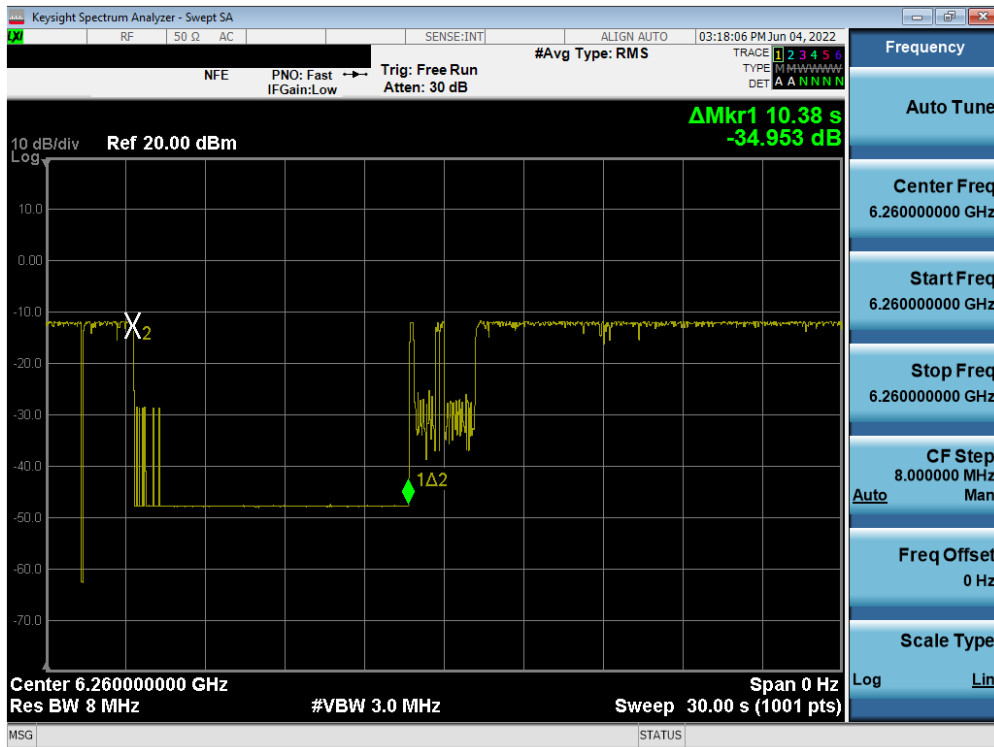 Keysight Spectrum Analyzer - Swept SA
LXI RF 50 Ω AC SENSE:INT ALIGN AUTO 03:18:06 PM Jun 04, 2022
NFE PNO: Fast Trig: Free Run #Avg Type: RMS TRACE 1 2 3 4 5 6
IFGain:Low Atten: 30 dB TYPE M M W W W W
DET A A N N N N
ΔMkr1 10.38 s
-34.953 dB
10 dB/div Ref 20.00 dBm
Log
10.0
0.00
-10.0
-20.0
-30.0
-40.0
-50.0
-60.0
-70.0
2
1Δ2
Center 6.260000000 GHz Span 0 Hz
Res BW 8 MHz #VBW 3.0 MHz Sweep 30.00 s (1001 pts)
MSG STATUS
Frequency
Auto Tune
Center Freq
6.260000000 GHz
Start Freq
6.260000000 GHz
Stop Freq
6.260000000 GHz
CF Step
8.000000 MHz
Auto Man
Freq Offset
0 Hz
Scale Type
Log Lin